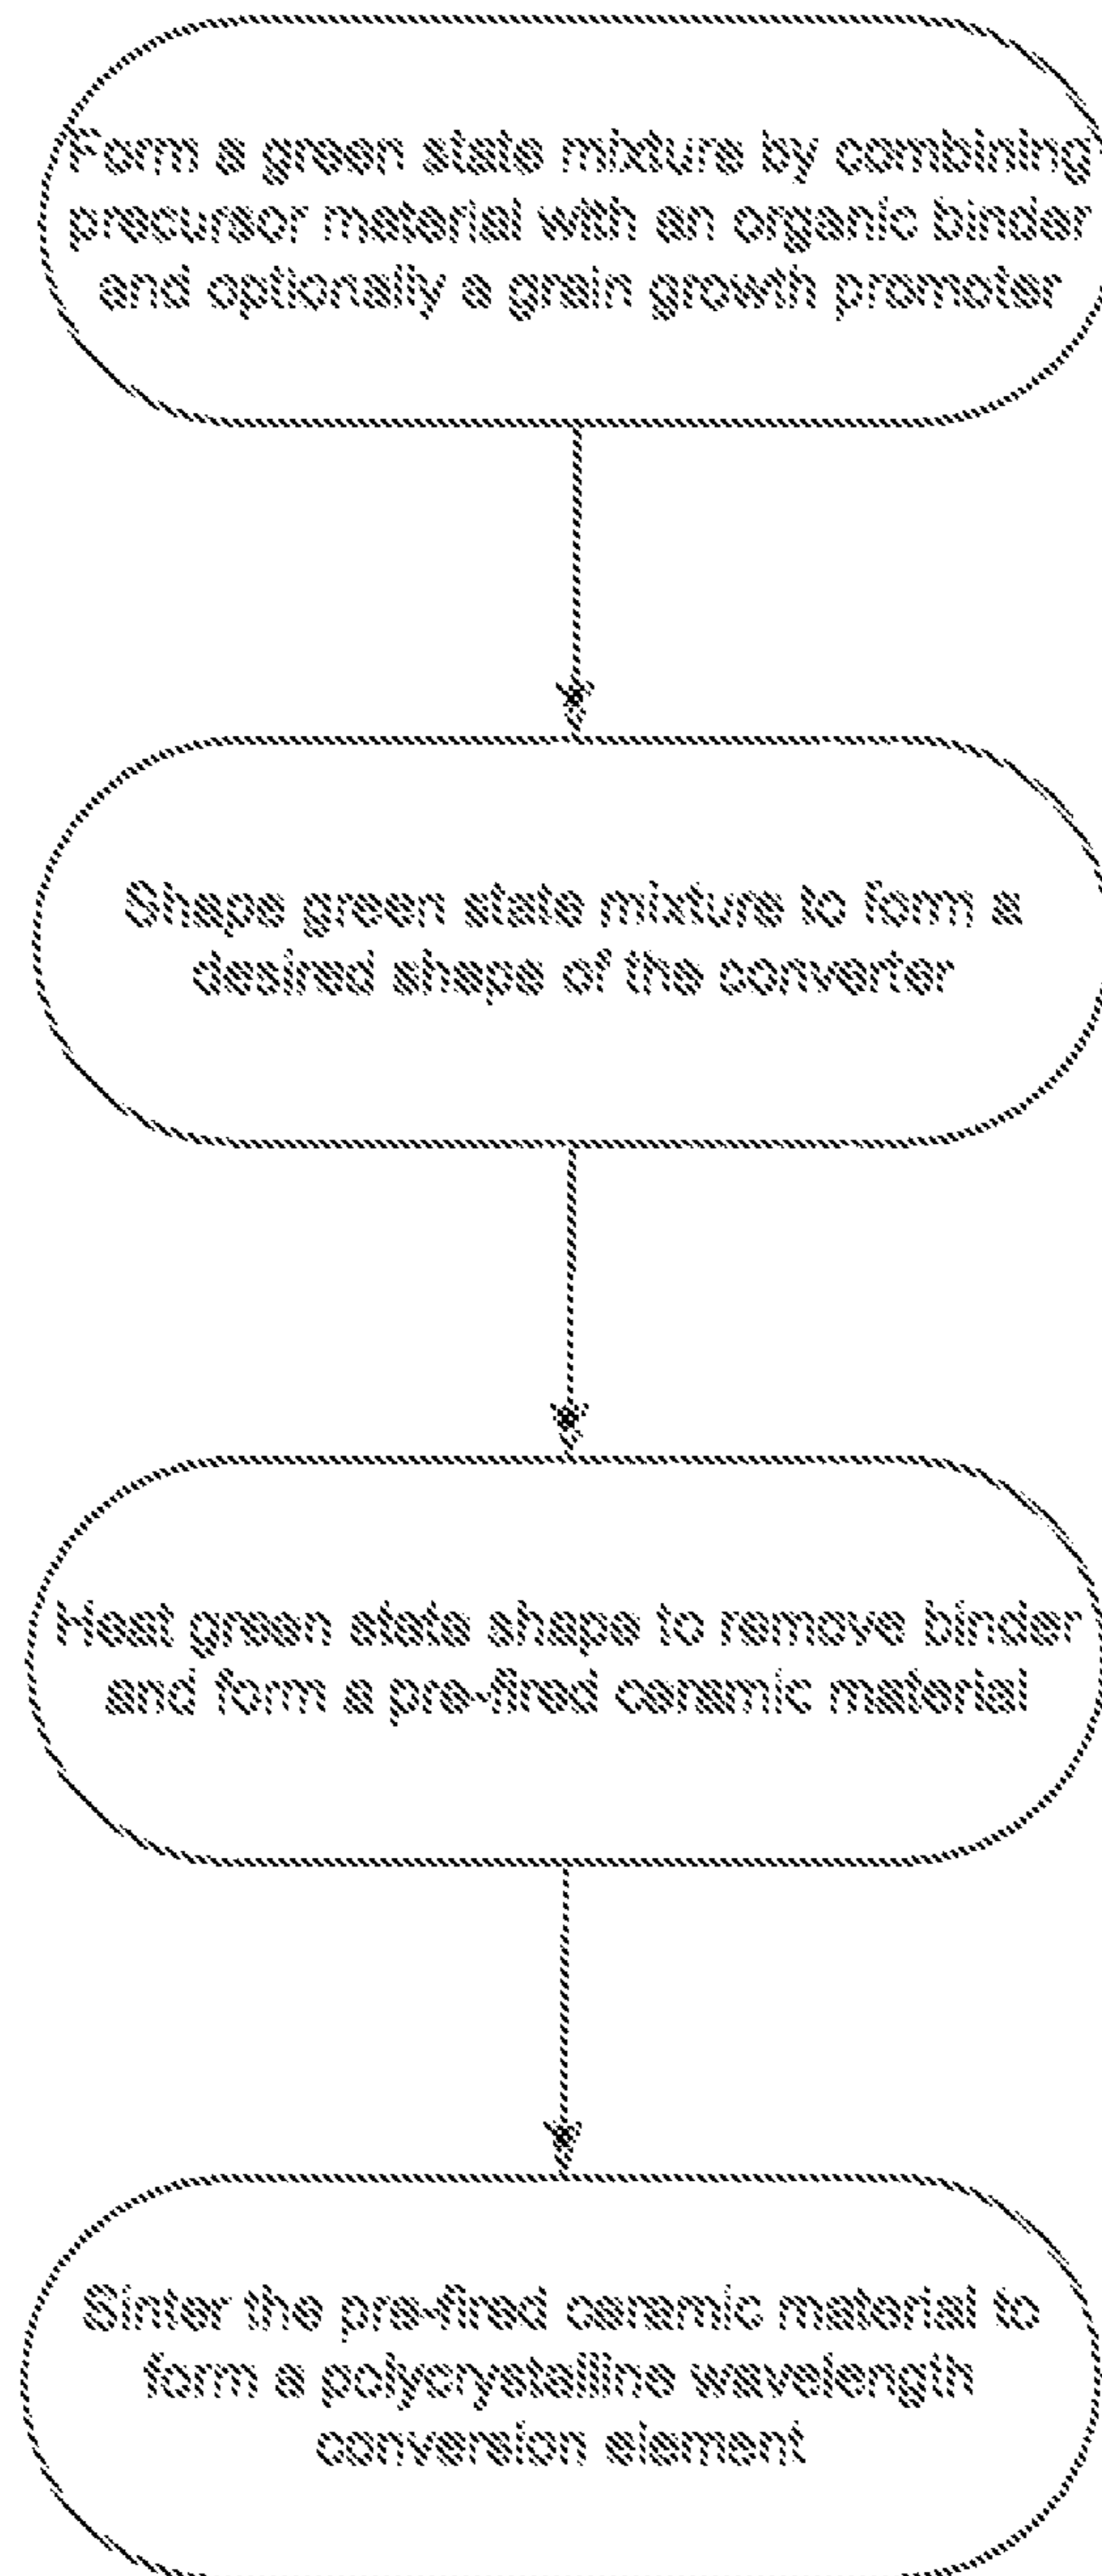 Form a green state mixture by combining
precursor material with an organic binder
and optionally a grain growth promoter
Shape green state mixture to form a
desired shape of the converter
Heat green state shape to remove binder
and form a pre-fired ceramic material
Sinter the pre-fired ceramic material to
form a polycrystalline wavelength
conversion element